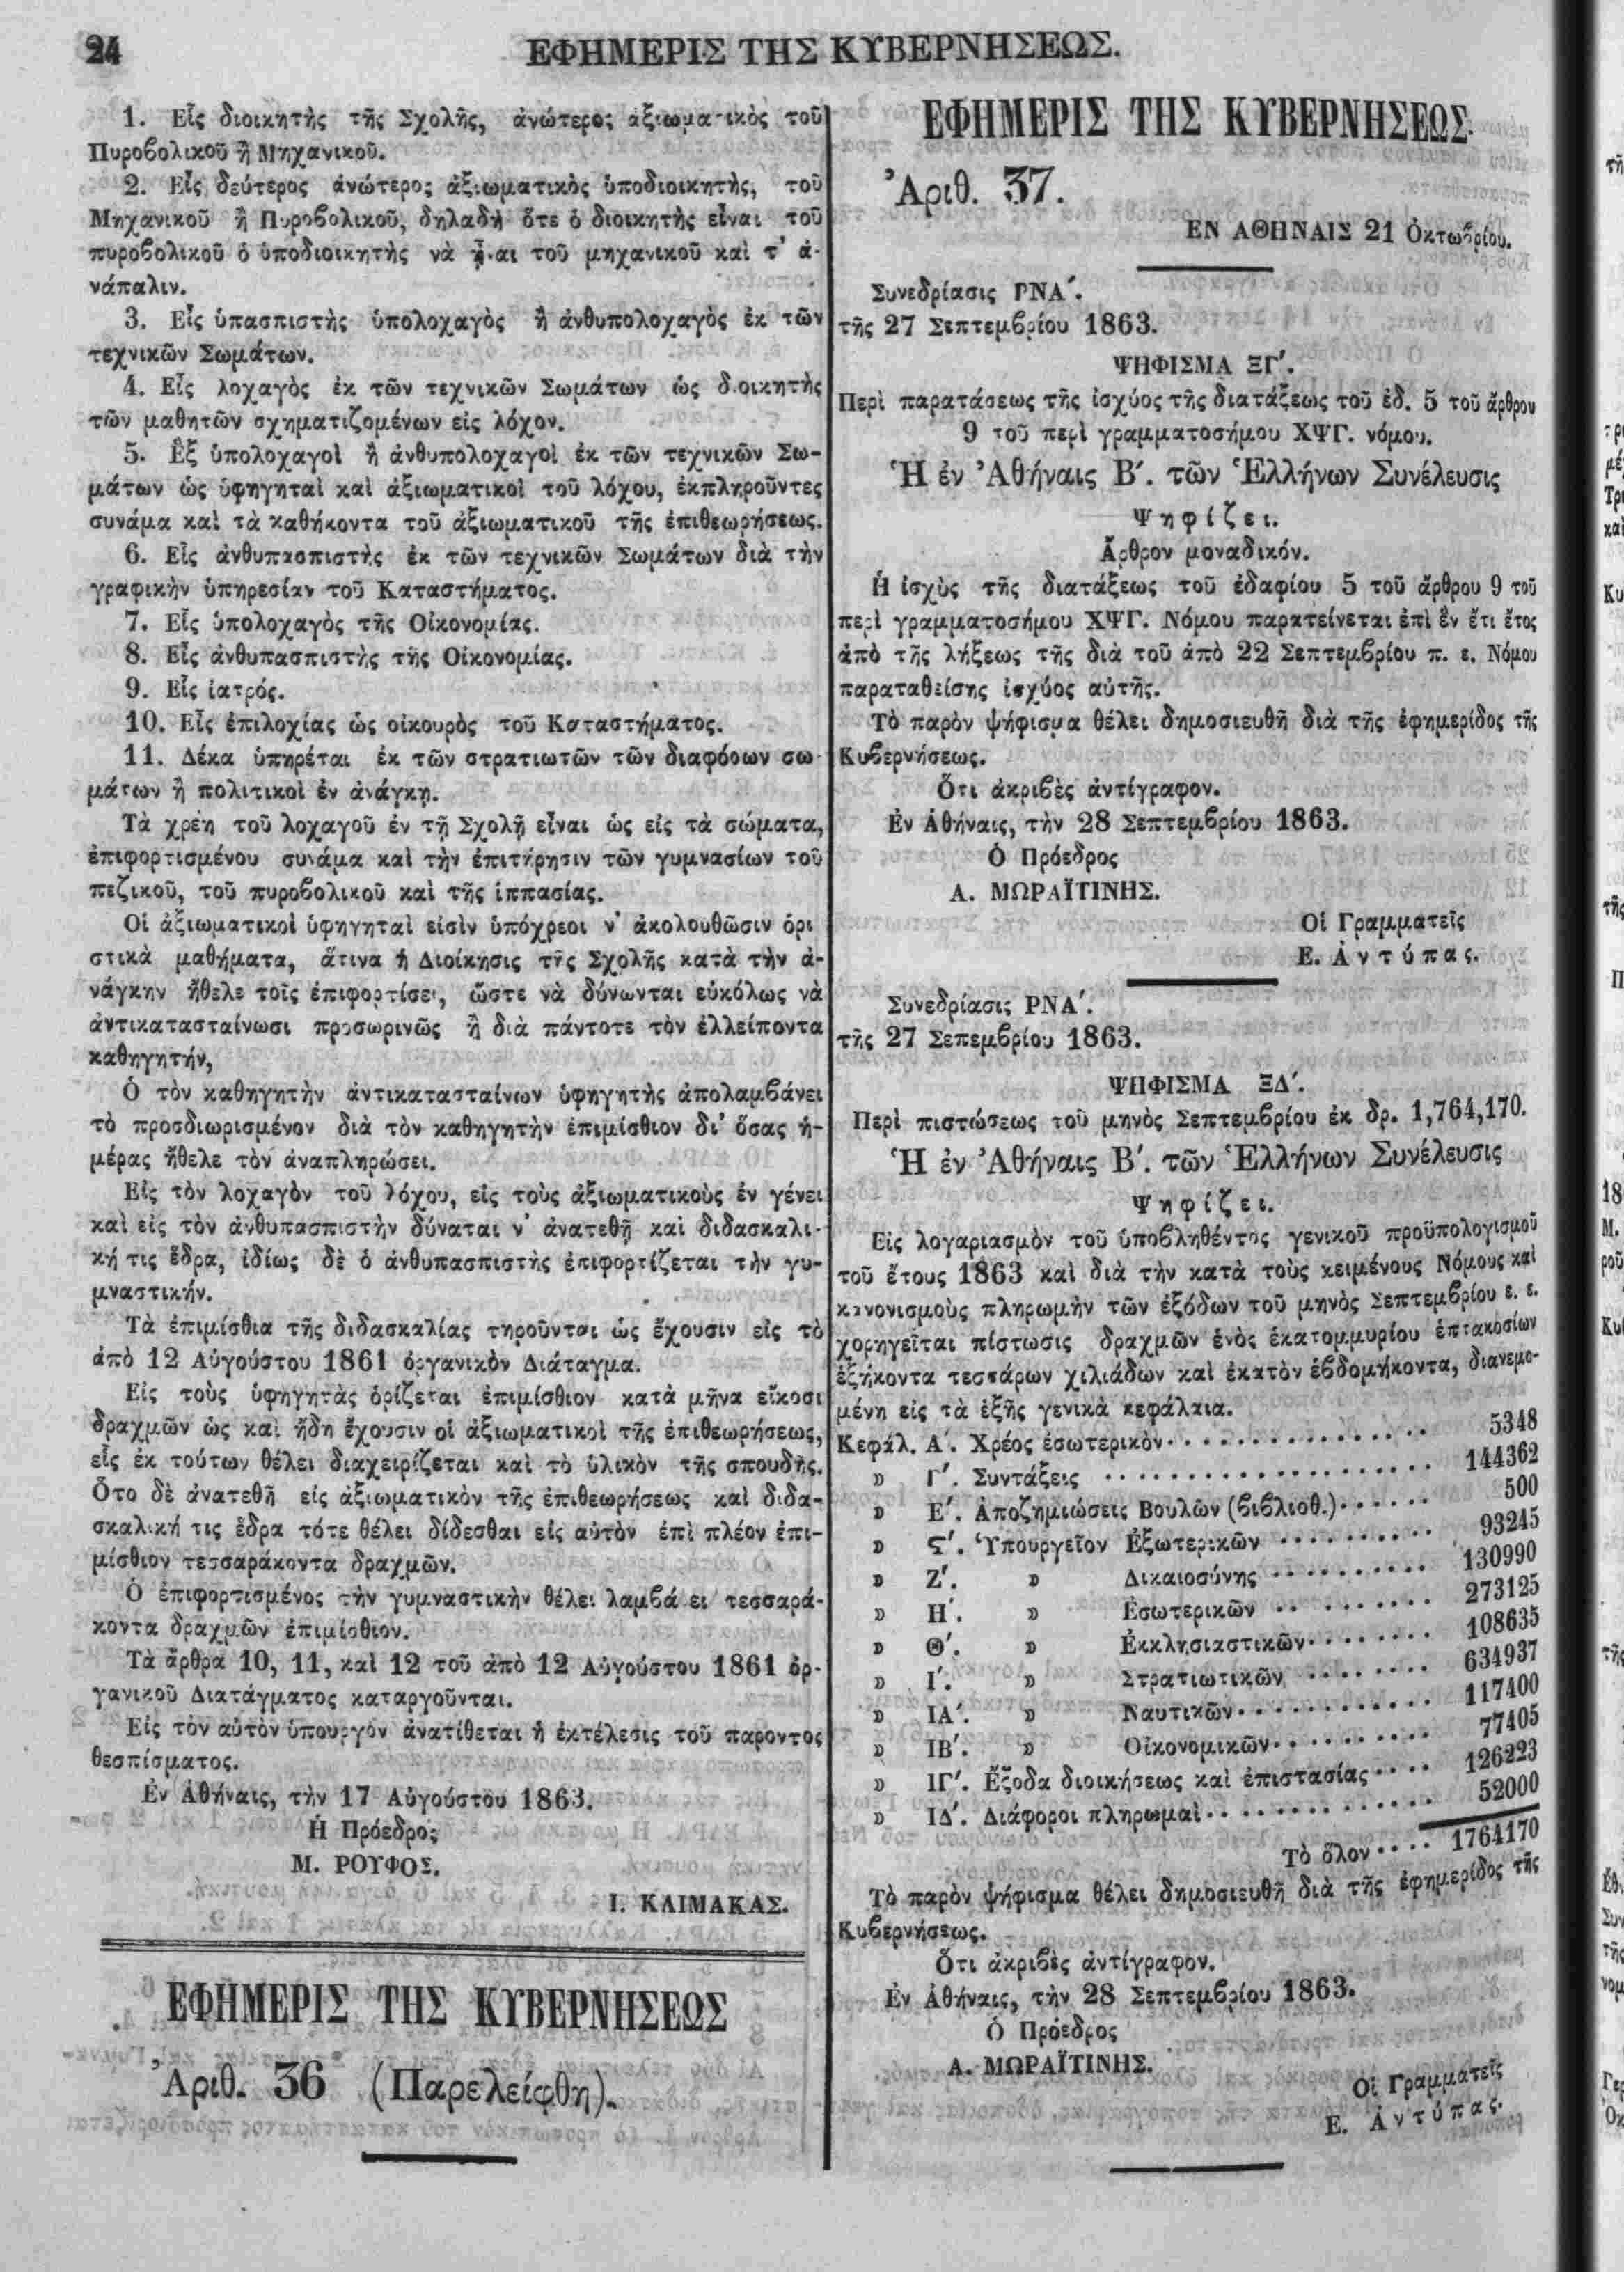 24
ΕΦΗΜΕΡΙΣ ΤΗΣ ΚΥΒΕΡΝΗΣΕΩΣ.
1. Εἷς διοικητὴς τῆς Σχολῆς, ἀνώτερος ἀξιωματικὸς τοῦ
Πυροβολικοῦ ἢ Μηχανικοῦ.
2. Εἷς δεύτερος ἀνώτερος ἀξιωματικὸς ὑποδιοικητὴς, τοῦ
Μηχανικοῦ ἢ Πυροβολικοῦ, δηλαδὴ ὅτε ὁ διοικητὴς εἶναι τοῦ
πυροβολικοῦ ὁ ὑποδιοικητὴς νὰ ἦ·αι τοῦ μηχανικοῦ καὶ τ' ἀ-
νάπαλιν.
3. Εἷς ὑπασπιστὴς ὑπολοχαγὸς ἢ ἀνθυπολοχαγὸς ἐκ τῶν
τεχνικῶν Σωμάτων.
4. Εἷς λοχαγὸς ἐκ τῶν τεχνικῶν Σωμάτων ὡς διοικητὴς
τῶν μαθητῶν σχηματιζομένων εἰς λόχον.
5. Ἓξ ὑπολοχαγοὶ ἢ ἀνθυπολοχαγοὶ ἐκ τῶν τεχνικῶν Σω-
μάτων ὡς ὑφηγηταὶ καὶ ἀξιωματικοὶ τοῦ λόχου, ἐκπληροῦντες
συνάμα καὶ τὰ καθήκοντα τοῦ ἀξιωματικοῦ τῆς ἐπιθεωρήσεως.
6. Εἷς ἀνθυπασπιστὴς ἐκ τῶν τεχνικῶν Σωμάτων διὰ τὴν
γραφικὴν ὑπηρεσίαν τοῦ Καταστήματος.
7. Εἷς ὑπολοχαγὸς τῆς Οἰκονομίας.
8. Εἷς ἀνθυπασπιστὴς τῆς Οἰκονομίας.
9. Εἷς ἰατρός.
10. Εἷς ἐπιλοχίας ὡς οἰκουρὸς τοῦ Καταστήματος.
11. Δέκα ὑπηρέται ἐκ τῶν στρατιωτῶν τῶν διαφόρων σω-
μάτων ἢ πολιτικοὶ ἐν ἀνάγκῃ.
Τὰ χρέη τοῦ λοχαγοῦ ἐν τῇ Σχολῇ εἶναι ὡς εἰς τὰ σώματα,
ἐπιφορτισμένου συνάμα καὶ τὴν ἐπιτήρησιν τῶν γυμνασίων τοῦ
πεζικοῦ, τοῦ πυροβολικοῦ καὶ τῆς ἱππασίας.
Οἱ ἀξιωματικοὶ ὑφηγηταὶ εἰσὶν ὑπόχρεοι ν' ἀκολουθῶσιν ὁρι
στικὰ μαθήματα, ἅτινα ἡ Διοίκησις τῆς Σχολῆς κατὰ τὴν ἀ-
νάγκην ἤθελε τοῖς ἐπιφορτίσει, ὥστε νὰ δύνωνται εὐκόλως νὰ
ἀντικατασταίνωσι προσωρινῶς ἢ διὰ πάντοτε τὸν ἐλλείποντα
καθηγητήν,
Ὁ τὸν καθηγητὴν ἀντικατασταίνων ὑφηγητὴς ἀπολαμβάνει
τὸ προσδιωρισμένον διὰ τὸν καθηγητὴν ἐπιμίσθιον δι' ὅσας ἡ-
μέρας ἤθελε τὸν ἀναπληρώσει.
Εἰς τὸν λοχαγὸν τοῦ λόχου, εἰς τοὺς ἀξιωματικοὺς ἐν γένει
καὶ εἰς τὸν ἀνθυπασπιστὴν δύναται ν' ἀνατεθῇ καὶ διδασκαλι-
κή τις ἕδρα, ἰδίως δὲ ὁ ἀνθυπασπιστὴς ἐπιφορτίζεται τὴν γυ-
μναστικήν.
Τὰ ἐπιμίσθια τῆς διδασκαλίας τηροῦνται ὡς ἔχουσιν εἰς τὸ
ἀπὸ 12 Αὐγούστου 1861 ὀργανικὸν Διάταγμα.
Εἰς τοὺς ὑφηγητὰς ὁρίζεται ἐπιμίσθιον κατὰ μῆνα εἴκοσι
δραχμῶν ὡς καὶ ἤδη ἔχουσιν οἱ ἀξιωματικοὶ τῆς ἐπιθεωρήσεως,
εἷς ἐκ τούτων θέλει διαχειρίζεται καὶ τὸ ὑλικὸν τῆς σπουδῆς.
Ὅτο δὲ ἀνατεθῇ εἰς ἀξιωματικὸν τῆς ἐπιθεωρήσεως καὶ διδα-
σκαλική τις ἕδρα τότε θέλει δίδεσθαι εἰς αὐτὸν ἐπὶ πλέον ἐπι-
μίσθιον τεσσαράκοντα δραχμῶν.
Ὁ ἐπιφορτισμένος τὴν γυμναστικὴν θέλει λαμβά ει τεσσαρά-
κοντα δραχμῶν ἐπιμίσθιον.
Τὰ ἄρθρα 10, 11, καὶ 12 τοῦ ἀπὸ 12 Αὐγούστου 1861 ὀρ-
γανικοῦ Διατάγματος καταργοῦνται.
Εἰς τὸν αὐτὸν ὑπουργὸν ἀνατίθεται ἡ ἐκτέλεσις τοῦ παρόντος
θεσπίσματος.
Ἐν Ἀθήναις, τὴν 17 Αὐγούστου 1863.
Ἡ Πρόεδρος
Μ. ΡΟΥΦΟΣ.
Ι. ΚΛΙΜΑΚΑΣ.
ΕΦΗΜΕΡΙΣ ΤΗΣ ΚΥΒΕΡΝΗΣΕΩΣ
Ἀριθ. 36 (Παρελείφθη).
ΕΦΗΜΕΡΙΣ ΤΗΣ ΚΥΒΕΡΝΗΣΕΩΣ.
Ἀριθ. 37.
ΕΝ ΑΘΗΝΑΙΣ 21 Ὀκτωβρίου.
Συνεδρίασις ΡΝΑ΄.
τῆς 27 Σεπτεμβρίου 1863.
ΨΗΦΙΣΜΑ ΞΓ΄.
Περὶ παρατάσεως τῆς ἰσχύος τῆς διατάξεως τοῦ ἐδ. 5 τοῦ ἄρθρου
9 τοῦ περὶ γραμματοσήμου ΧΨΓ. νόμου.
Ἡ ἐν Ἀθήναις Β΄. τῶν Ἑλλήνων Συνέλευσις
Ψηφίζει.
Ἄρθρον μοναδικόν.
Ἡ ἰσχὺς τῆς διατάξεως τοῦ ἐδαφίου 5 τοῦ ἄρθρου 9 τοῦ
περὶ γραμματοσήμου ΧΨΓ. Νόμου παρατείνεται ἐπὶ ἓν ἔτι ἔτος
ἀπὸ τῆς λήξεως τῆς διὰ τοῦ ἀπὸ 22 Σεπτεμβρίου π. ε. Νόμου
παραταθείσης ἰσχύος αὐτῆς.
Τὸ παρὸν ψήφισμα θέλει δημοσιευθῆ διὰ τῆς ἐφημερίδος τῆς
Κυβερνήσεως.
Ὅτι ἀκριβὲς ἀντίγραφον.
Ἐν Ἀθήναις, τὴν 28 Σεπτεμβρίου 1863.
Ὁ Πρόεδρος
Α. ΜΩΡΑΪΤΙΝΗΣ.
Οἱ Γραμματεῖς
Ε. Ἀντύπας.
Συνεδρίασις ΡΝΑ΄.
τῆς 27 Σεπεμβρίου 1863.
ΨΗΦΙΣΜΑ ΞΔ΄.
Περὶ πιστώσεως τοῦ μηνὸς Σεπτεμβρίου ἐκ δρ. 1,764,170.
Ἡ ἐν Ἀθήναις Β΄. τῶν Ἑλλήνων Συνέλευσις
Ψηφίζει.
Εἰς λογαριασμὸν τοῦ ὑποβληθέντος γενικοῦ προϋπολογισμοῦ
τοῦ ἔτους 1863 καὶ διὰ τὴν κατὰ τοὺς κειμένους Νόμους καὶ
κανονισμοὺς πληρωμὴν τῶν ἐξόδων τοῦ μηνὸς Σεπτεμβρίου ε. ἐ.
χορηγεῖται πίστωσις δραχμῶν ἑνὸς ἑκατομμυρίου ἑπτακοσίων
ἑξήκοντα τεσσάρων χιλιάδων καὶ ἑκατὸν ἑβδομήκοντα, διανεμο-
μένη εἰς τὰ ἑξῆς γενικὰ κεφάλαια.
Κεφάλ. Α΄. Χρέος ἐσωτερικὸν 5348
» Γ΄. Συντάξεις 144362
» Ε΄. Ἀποζημιώσεις Βουλῶν (βιβλιοθ.) 500
» Ϛ΄. Ὑπουργεῖον Ἐξωτερικῶν 93245
» Ζ΄. » Δικαιοσύνης 130990
» Η΄. » Ἐσωτερικῶν 273125
» Θ΄. » Ἐκκλησιαστικῶν 108635
» Ι΄. » Στρατιωτικῶν 634937
» ΙΑ΄. » Ναυτικῶν 117400
» ΙΒ΄. » Οἰκονομικῶν 77405
» ΙΓ΄. Ἔξοδα διοικήσεως καὶ ἐπιστασίας 126223
» ΙΔ΄. Διάφοροι πληρωμαὶ 52000
Τὸ ὅλον 1764170
Τὸ παρὸν ψήφισμα θέλει δημοσιευθῆ διὰ τῆς ἐφημερίδος τῆς
Κυβερνήσεως.
Ὅτι ἀκριβὲς ἀντίγραφον.
Ἐν Ἀθήναις, τὴν 28 Σεπτεμβρίου 1863.
Ὁ Πρόεδρος
Α. ΜΩΡΑΪΤΙΝΗΣ.
Οἱ Γραμματεῖς
Ε. Ἀντύπας.